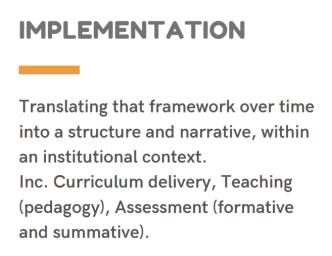 IMPLEMENTATION
Translating that framework over time
into a structure and narrative, within
an institutional context.
Inc. Curriculum delivery, Teaching
(pedagogy), Assessment (formative
and summative).